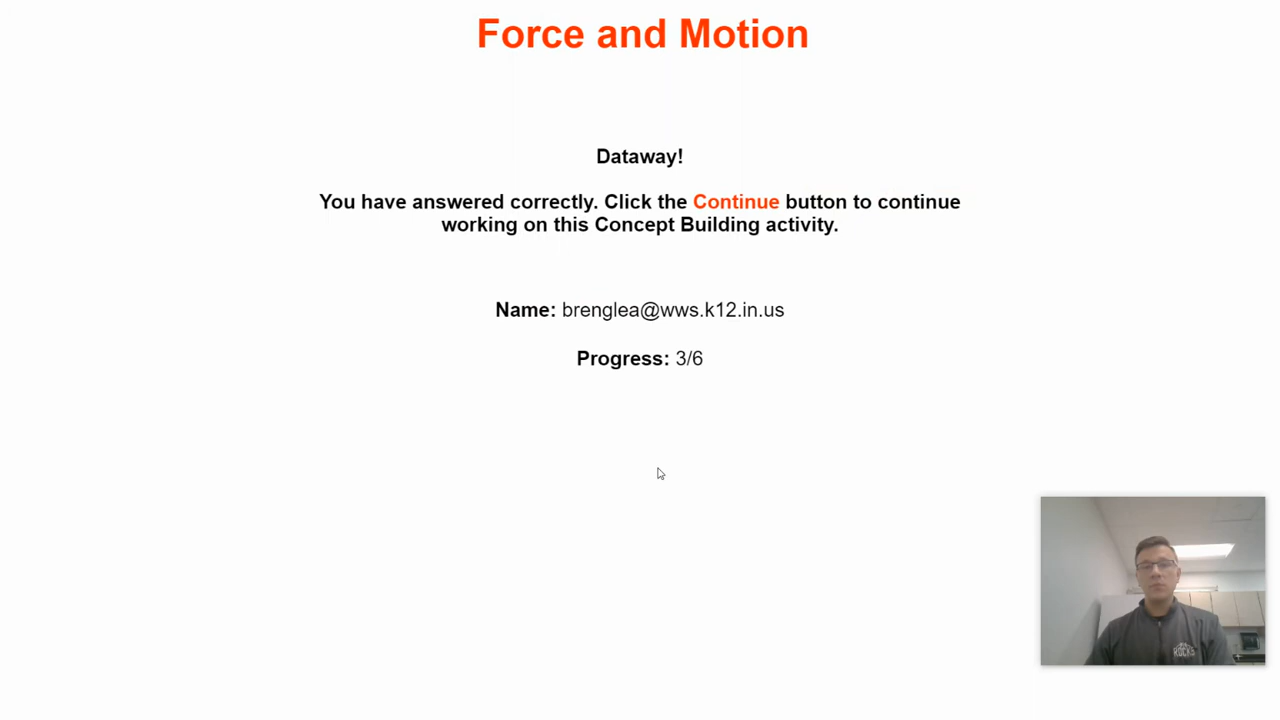 Force and Motion
Dataway!
You have answered correctly. Click the Continue button to continue
working on this Concept Building activity.
Name: brenglea@wws.k12.in.us
Progress: 3/6
ROCKS